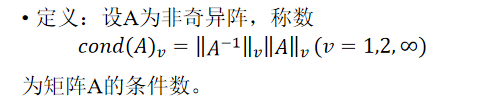 • 定义：设A为非奇异阵，称数
cond(A)ᵥ = ‖A⁻¹‖ᵥ‖A‖ᵥ (v = 1,2,∞)
为矩阵A的条件数。